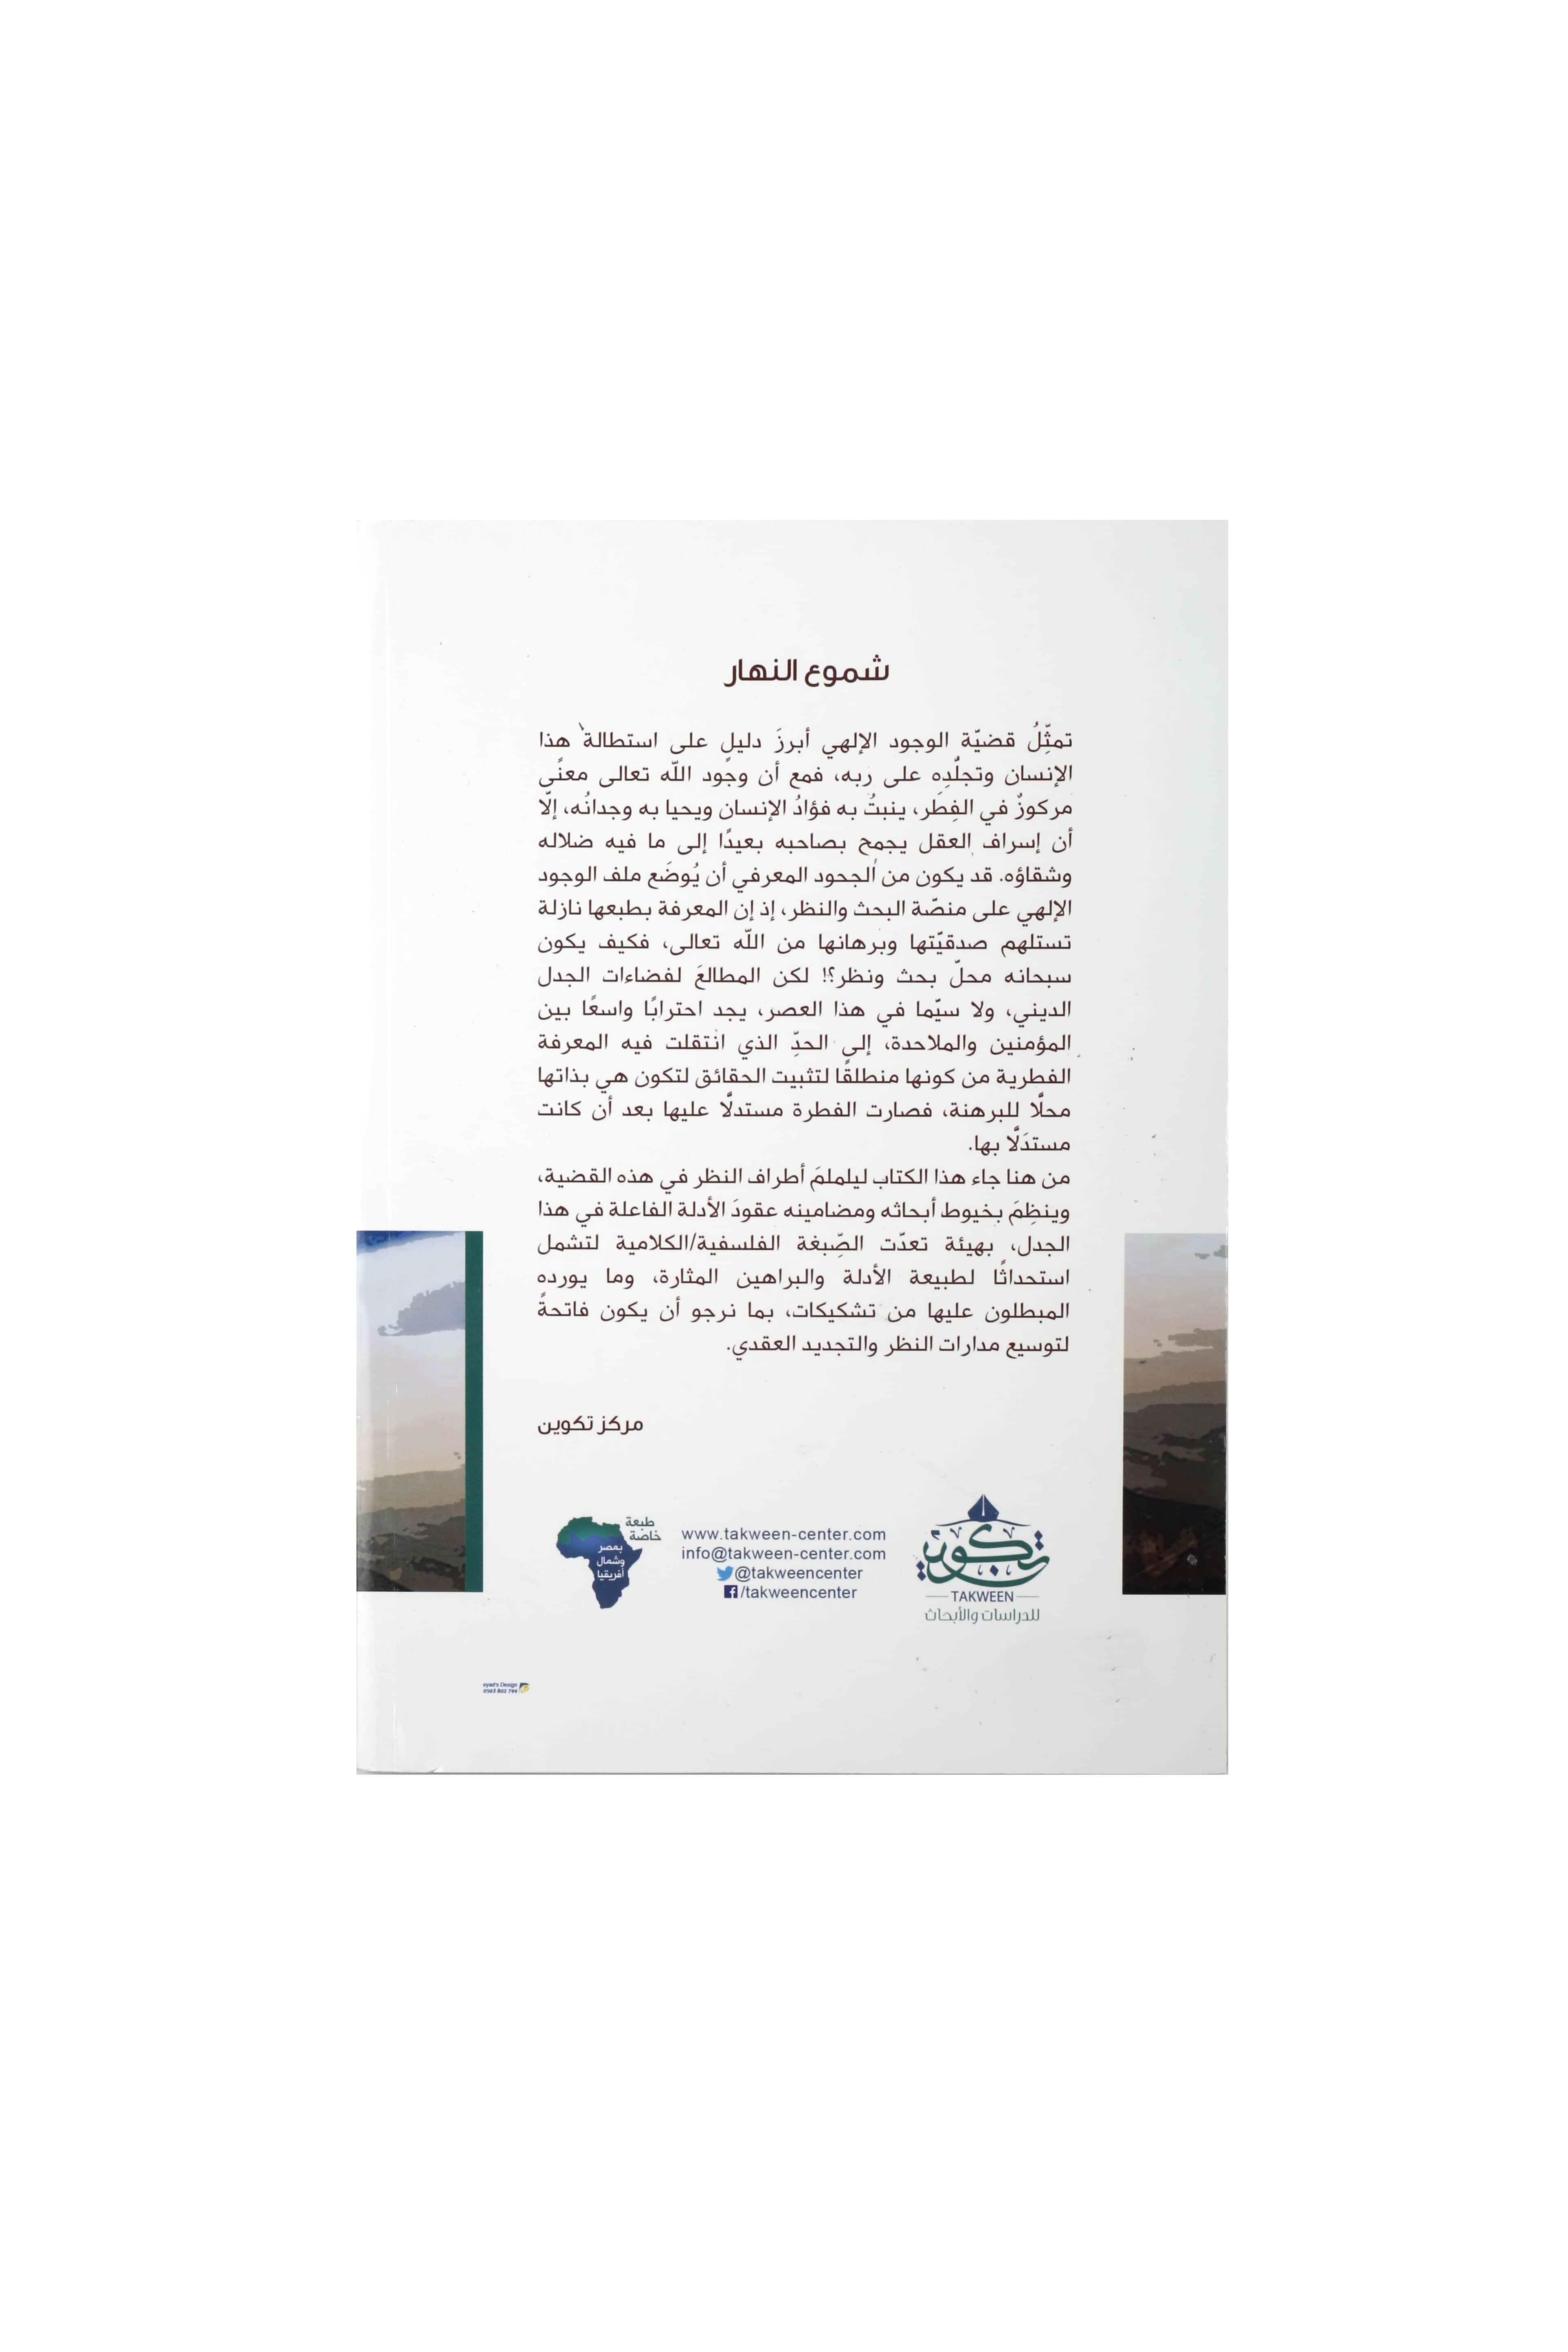 شموع النهار
تمثِّلُ قضيّة الوجود الإلهي أبرزَ دليلٍ على استطالة هذا
الإنسان وتجلّدِه على ربه، فمع أن وجود الله تعالى معنًى
مركوزٌ في الفِطَر، ينبتُ به فؤادُ الإنسان ويحيا به وجدانُه، إلّا
أن إسراف العقل يجمح بصاحبه بعيدًا إلى ما فيه ضلاله
وشقاؤه. قد يكون من الجحود المعرفي أن يُوضَع ملف الوجود
الإلهي على منصّة البحث والنظر، إذ إن المعرفة بطبعها نازلة
تستلهم صدقيّتها وبرهانها من الله تعالى، فكيف يكون
سبحانه محلّ بحث ونظر؟! لكن المطالعَ لفضاءات الجدل
الديني، ولا سيّما في هذا العصر، يجد احترابًا واسعًا بين
المؤمنين والملاحدة، إلى الحدِّ الذي انتقلت فيه المعرفة
الفطرية من كونها منطلقًا لتثبيت الحقائق لتكون هي بذاتها
محلًّا للبرهنة، فصارت الفطرة مستدلًّا عليها بعد أن كانت
مستدَلًّا بها.
من هنا جاء هذا الكتاب ليلملمَ أطراف النظر في هذه القضية،
وينظِمَ بخيوط أبحاثه ومضامينه عقودَ الأدلة الفاعلة في هذا
الجدل، بهيئة تعدّت الصِّبغة الفلسفية/الكلامية لتشمل
استحداثًا لطبيعة الأدلة والبراهين المثارة، وما يورده
المبطلون عليها من تشكيكات، بما نرجو أن يكون فاتحةً
لتوسيع مدارات النظر والتجديد العقدي.
مركز تكوين
تكوين
TAKWEEN
للدراسات والأبحاث
www.takween-center.com
info@takween-center.com
@takweencenter
/takweencenter
طبعة
خاصة
بمصر
وشمال
أفريقيا
eyad's Design
0503 802 799